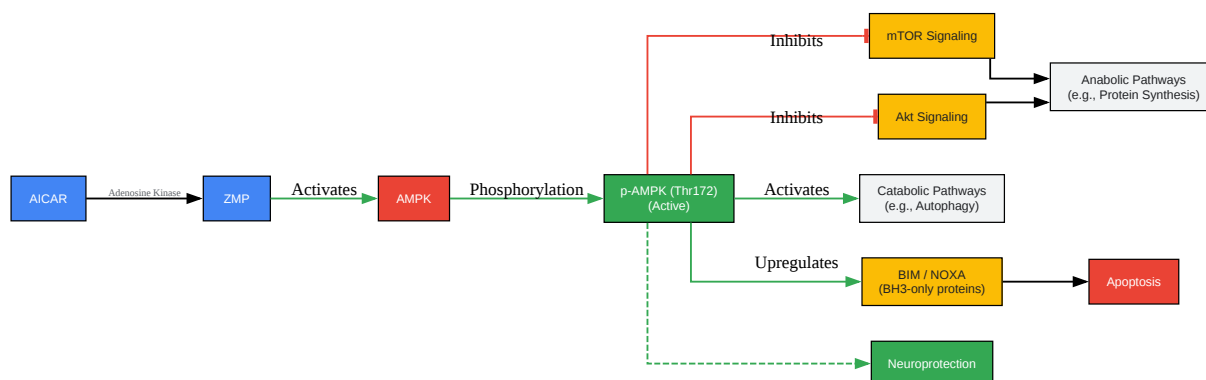 Inhibits
mTOR Signaling
Anabolic Pathways
(e.g., Protein Synthesis)
Inhibits
Akt Signaling
AICAR
Adenosine Kinase
ZMP
Activates
AMPK
Phosphorylation
p-AMPK (Thr172)
(Active)
Activates
Catabolic Pathways
(e.g., Autophagy)
Upregulates
BIM / NOXA
(BH3-only proteins)
Apoptosis
Neuroprotection